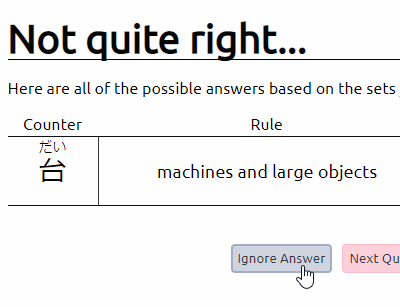 Not quite right...
Here are all of the possible answers based on the sets
Counter Rule
だい
台
machines and large objects
Ignore Answer Next Qu